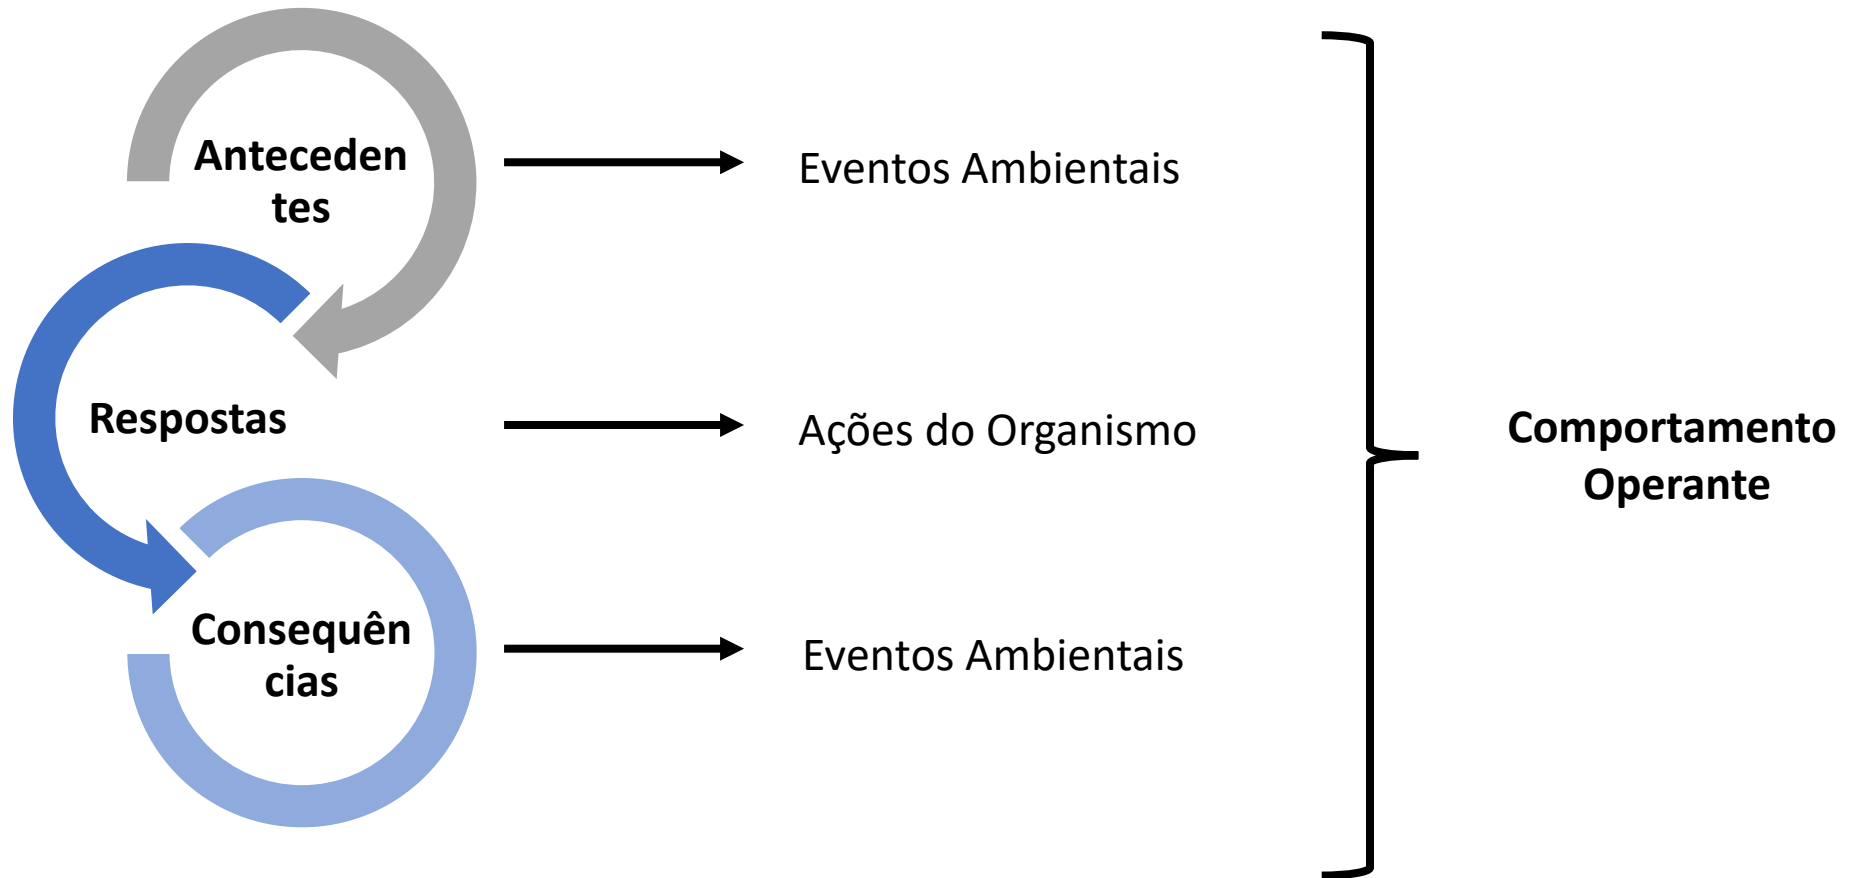 Anteceden
tes
Eventos Ambientais
Respostas
Ações do Organismo
Comportamento
Operante
Consequên
cias
Eventos Ambientais